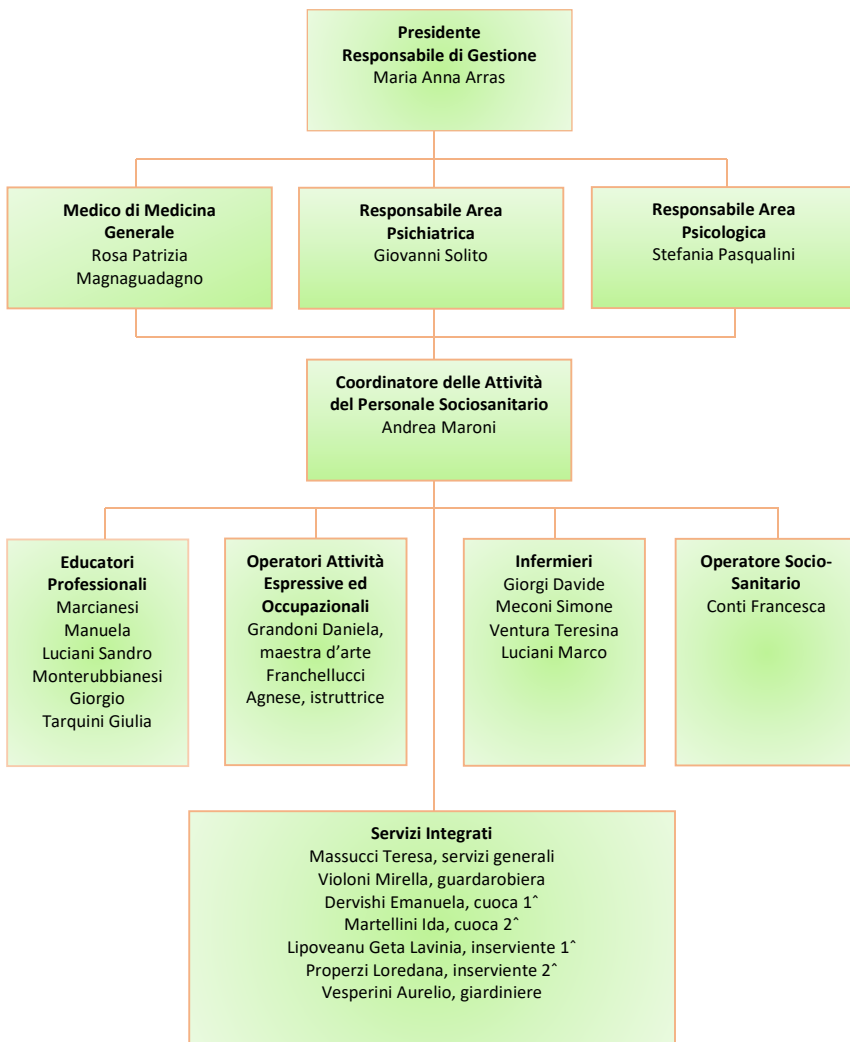 Presidente
Responsabile di Gestione
Maria Anna Arras
Medico di Medicina
Generale
Rosa Patrizia
Magnaguadagno
Responsabile Area
Psichiatrica
Giovanni Solito
Responsabile Area
Psicologica
Stefania Pasqualini
Coordinatore delle Attività
del Personale Sociosanitario
Andrea Maroni
Educatori
Professionali
Marcianesi
Manuela
Luciani Sandro
Monterubbianesi
Giorgio
Tarquini Giulia
Operatori Attività
Espressive ed
Occupazionali
Grandoni Daniela,
maestra d’arte
Franchellucci
Agnese, istruttrice
Infermieri
Giorgi Davide
Meconi Simone
Ventura Teresina
Luciani Marco
Operatore Socio-
Sanitario
Conti Francesca
Servizi Integrati
Massucci Teresa, servizi generali
Violoni Mirella, guardarobiera
Dervishi Emanuela, cuoca 1ˆ
Martellini Ida, cuoca 2ˆ
Lipoveanu Geta Lavinia, inserviente 1ˆ
Properzi Loredana, inserviente 2ˆ
Vesperini Aurelio, giardiniere